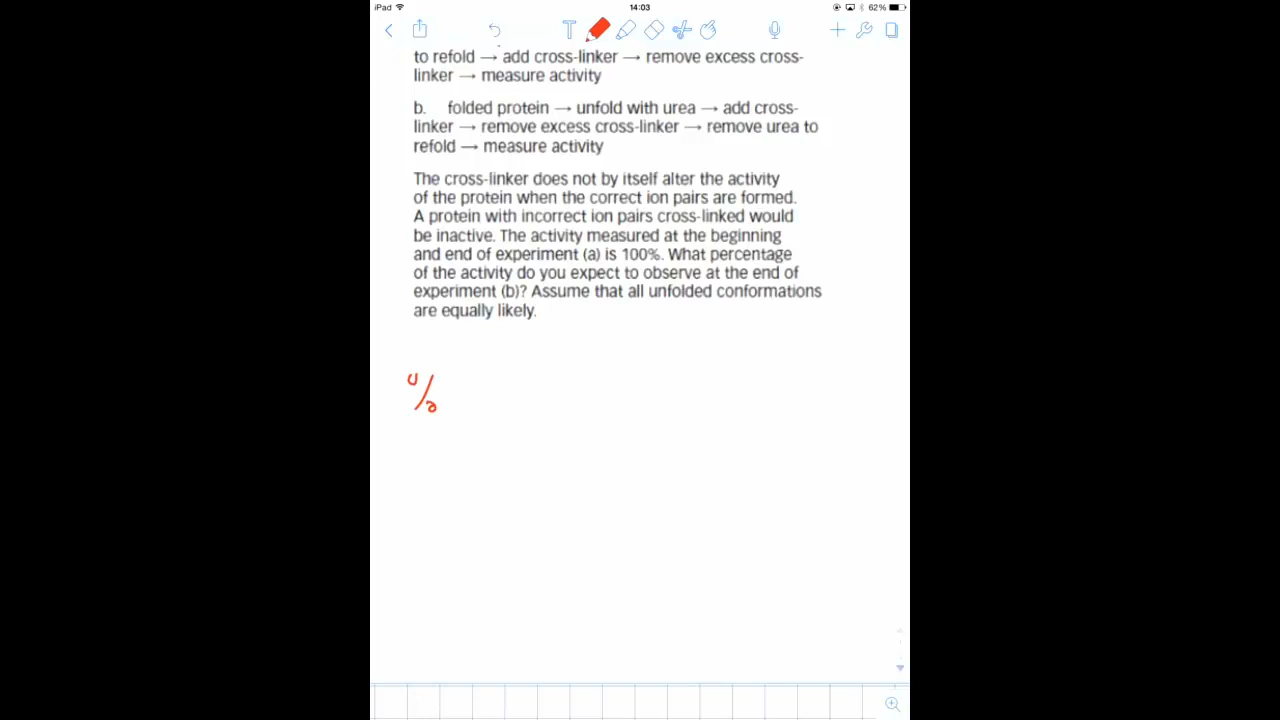 iPad 14:03 62%
T
to refold → add cross-linker → remove excess cross-
linker → measure activity
b. folded protein → unfold with urea → add cross-
linker → remove excess cross-linker → remove urea to
refold → measure activity
The cross-linker does not by itself alter the activity
of the protein when the correct ion pairs are formed.
A protein with incorrect ion pairs cross-linked would
be inactive. The activity measured at the beginning
and end of experiment (a) is 100%. What percentage
of the activity do you expect to observe at the end of
experiment (b)? Assume that all unfolded conformations
are equally likely.